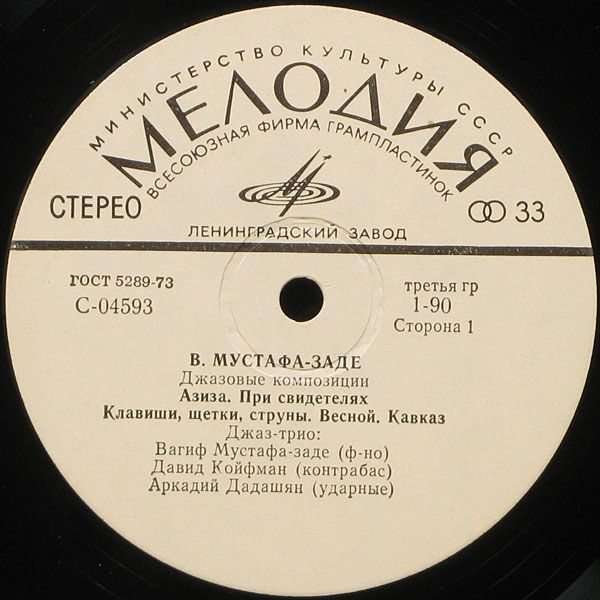 МИНИСТЕРСТВО КУЛЬТУРЫ СССР
МЕЛОДИЯ
ВСЕСОЮЗНАЯ ФИРМА ГРАМПЛАСТИНОК
СТЕРЕО
33
ЛЕНИНГРАДСКИЙ ЗАВОД
ГОСТ 5289-73
С-04593
третья гр
1-90
Сторона 1
В. МУСТАФА-ЗАДЕ
Джазовые композиции
Азиза. При свидетелях
Клавиши, щетки, струны. Весной. Кавказ
Джаз-трио:
Вагиф Мустафа-заде (ф-но)
Давид Койфман (контрабас)
Аркадий Дадашян (ударные)